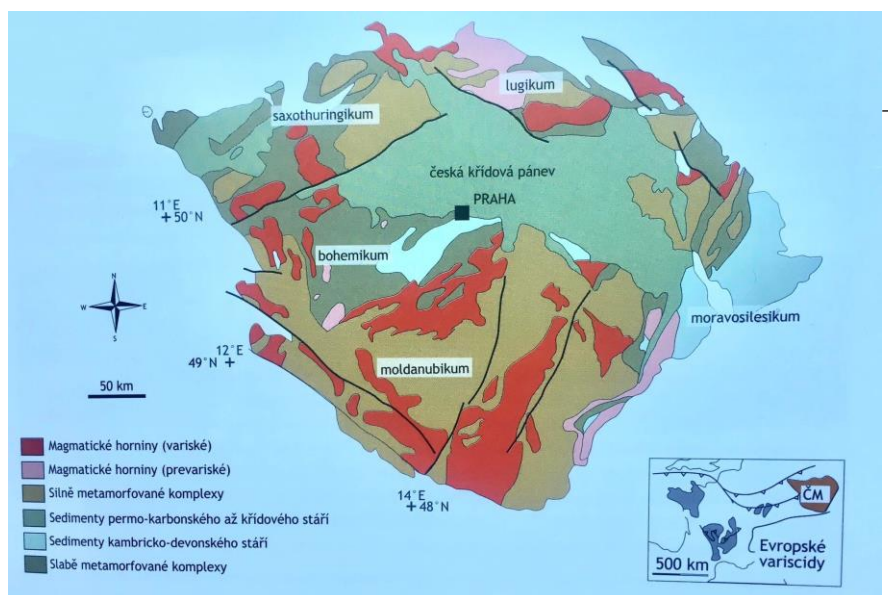 lugikum
saxothuringikum
česká křídová pánev
PRAHA
11°E
+50°N
bohemikum
moravosilesikum
N
W
E
S
12°E
49°N +
moldanubikum
50 km
14°E
+48°N
Magmatické horniny (variské)
Magmatické horniny (prevariské)
Silně metamorfované komplexy
Sedimenty permo-karbonského až křídového stáří
Sedimenty kambricko-devonského stáří
Slabě metamorfované komplexy
ČM
500 km
Evropské
variscidy